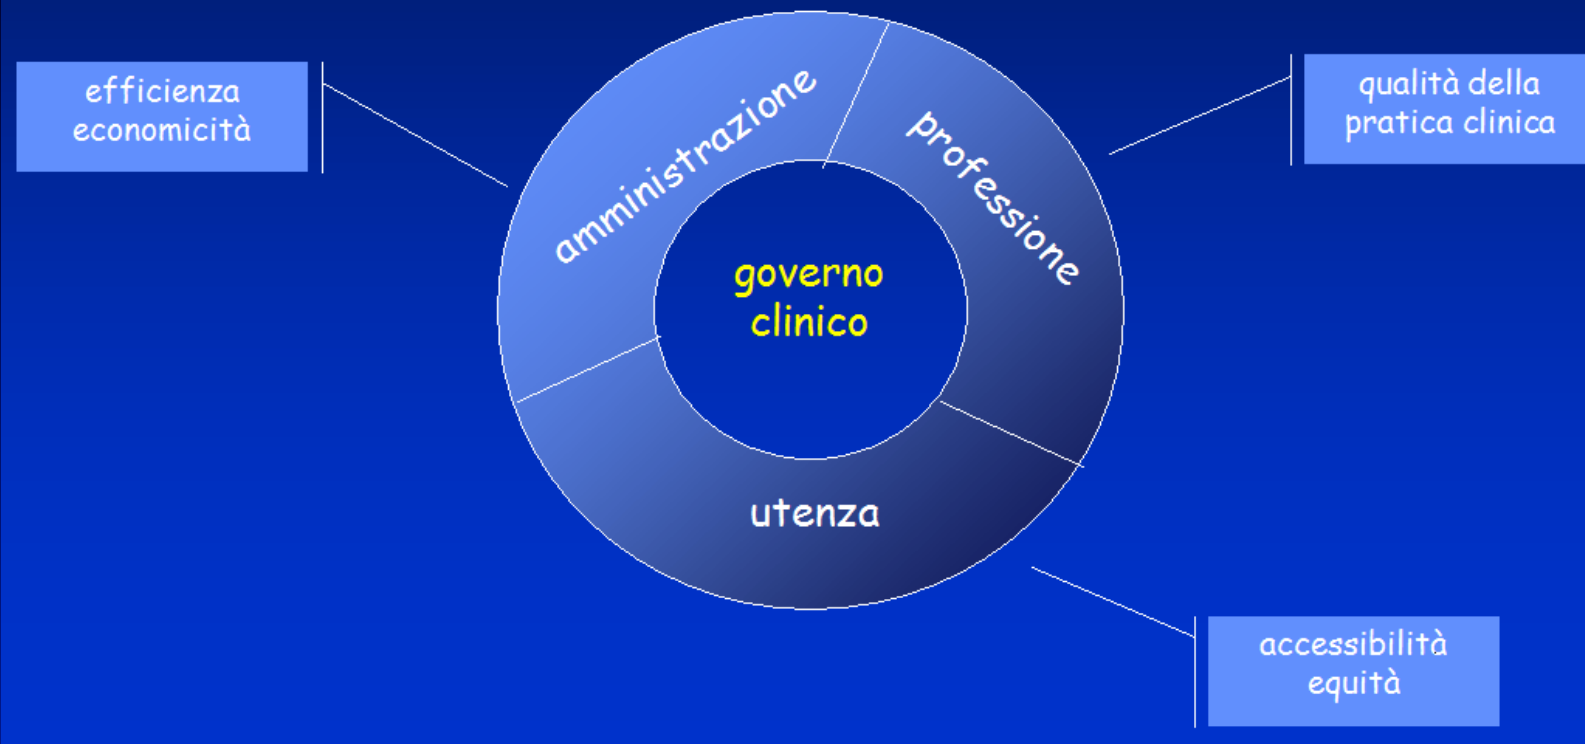 efficienza
economicità
amministrazione
professione
qualità della
pratica clinica
governo
clinico
utenza
accessibilità
equità